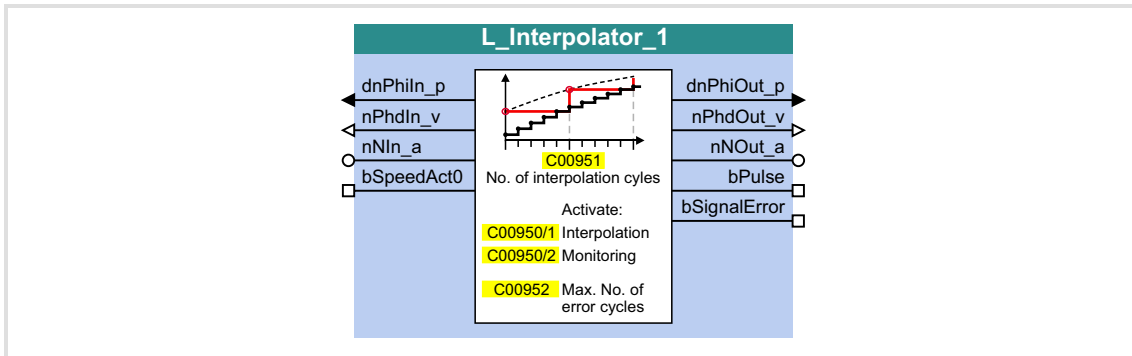 L_Interpolator_1
dnPhiIn_p
nPhdIn_v
nNIn_a
bSpeedAct0
C00951
No. of interpolation cyles
Activate:
C00950/1 Interpolation
C00950/2 Monitoring
C00952 Max. No. of
error cycles
dnPhiOut_p
nPhdOut_v
nNOut_a
bPulse
bSignalError